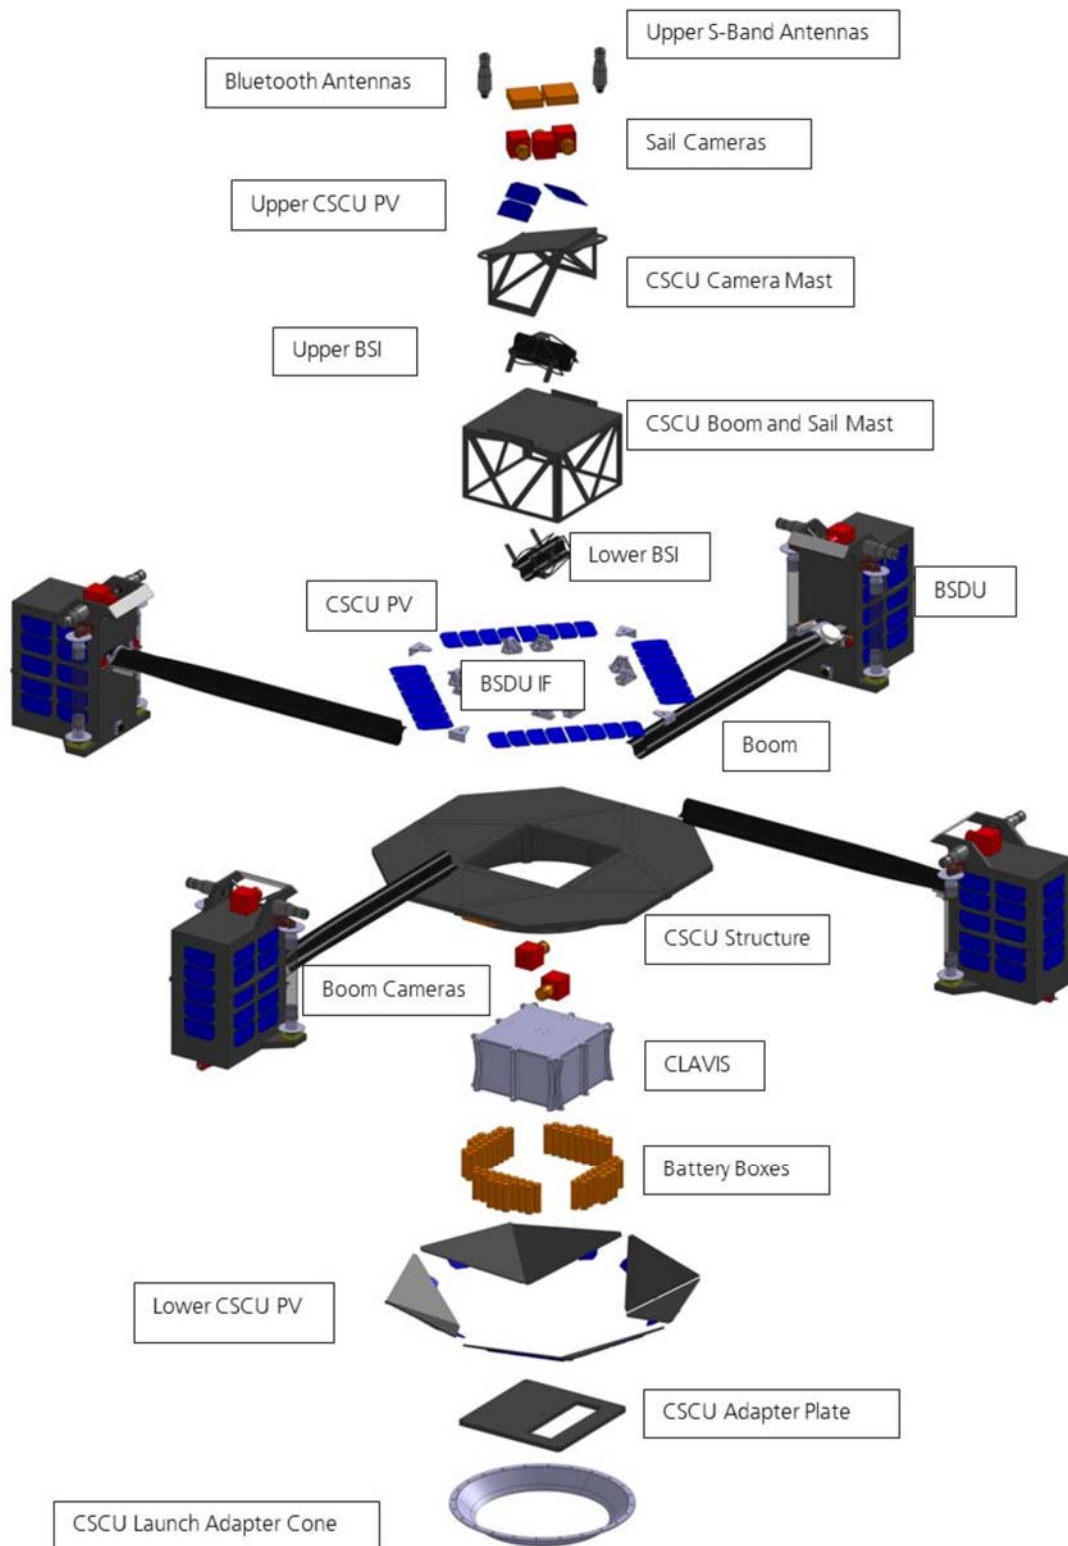 Upper S-Band Antennas
Bluetooth Antennas
Sail Cameras
Upper CSCU PV
CSCU Camera Mast
Upper BSI
CSCU Boom and Sail Mast
Lower BSI
CSCU PV
BSDU
BSDU IF
Boom
CSCU Structure
Boom Cameras
CLAVIS
Battery Boxes
Lower CSCU PV
CSCU Adapter Plate
CSCU Launch Adapter Cone